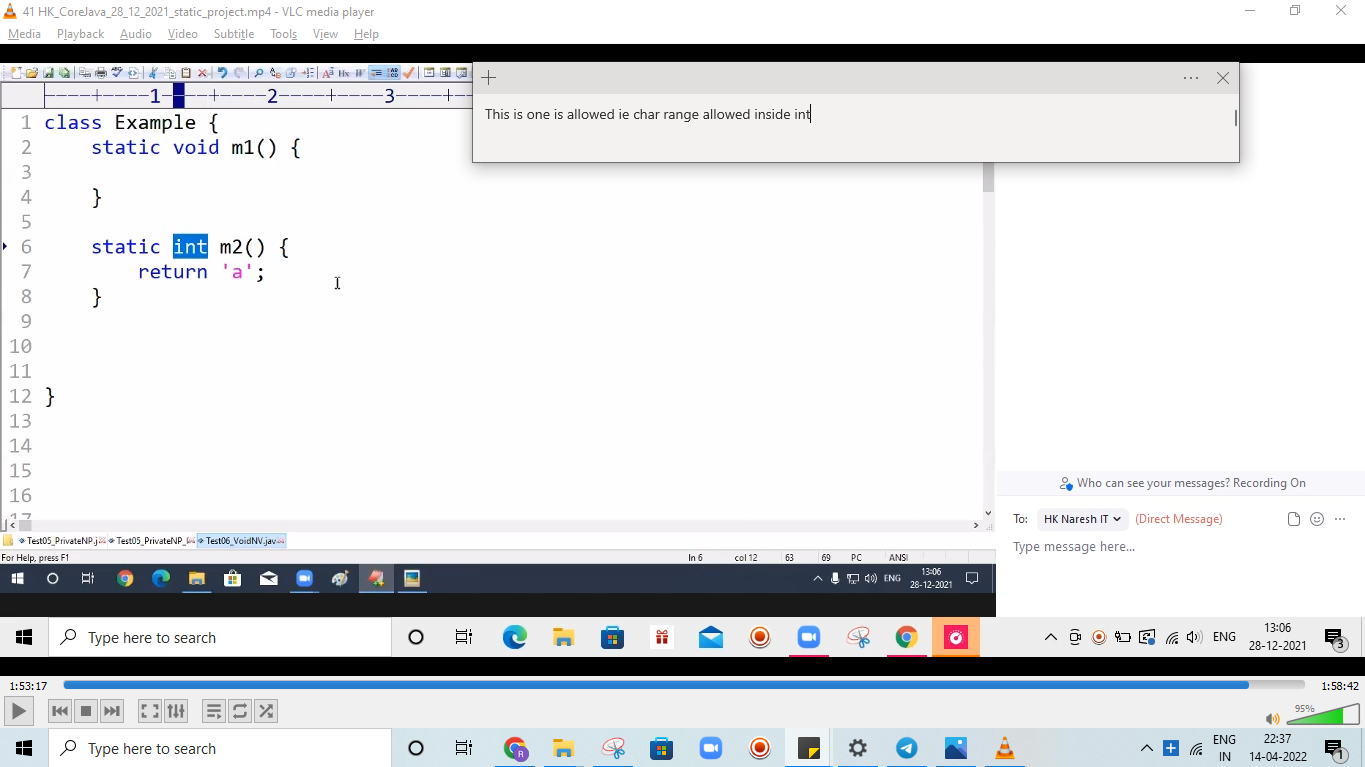 41 HK_CoreJava_28_12_2021_static_project.mp4 - VLC media player
Media Playback Audio Video Subtitle Tools View Help
1 2 3
This is one is allowed ie char range allowed inside int
1 class Example {
2 static void m1() {
3
4 }
5
6 static int m2() {
7 return 'a';
8 }
9
10
11
12 }
13
14
15
16
17
Who can see your messages? Recording On
To: HK Naresh IT (Direct Message)
Type message here...
Test05_PrivateNP.j Test05_PrivateNP_ Test06_VoidNV.jav
For Help, press F1 ln 6 col 12 63 69 PC ANSI
ENG 13:06
28-12-2021
Type here to search ENG 13:06
28-12-2021 3
1:53:17 1:58:42
95%
Type here to search ENG
IN 22:37
14-04-2022 1